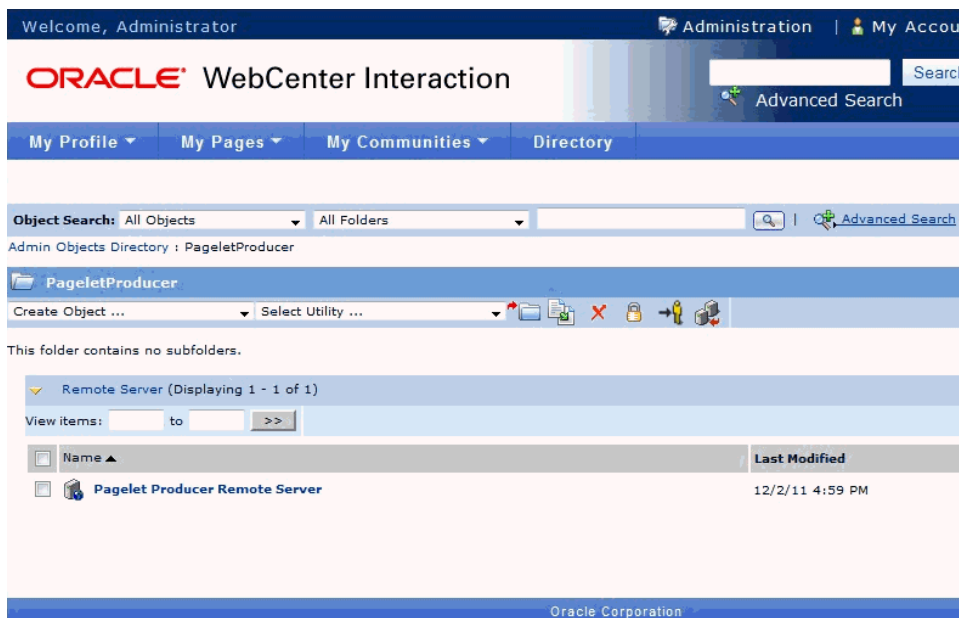 Welcome, Administrator Administration | My Accou
ORACLE WebCenter Interaction Search
Advanced Search
My Profile My Pages My Communities Directory
Object Search: All Objects All Folders | Advanced Search
Admin Objects Directory : PageletProducer
PageletProducer
Create Object ... Select Utility ...
This folder contains no subfolders.
Remote Server (Displaying 1 - 1 of 1)
View items: to >>
Name Last Modified
Pagelet Producer Remote Server 12/2/11 4:59 PM
Oracle Corporation